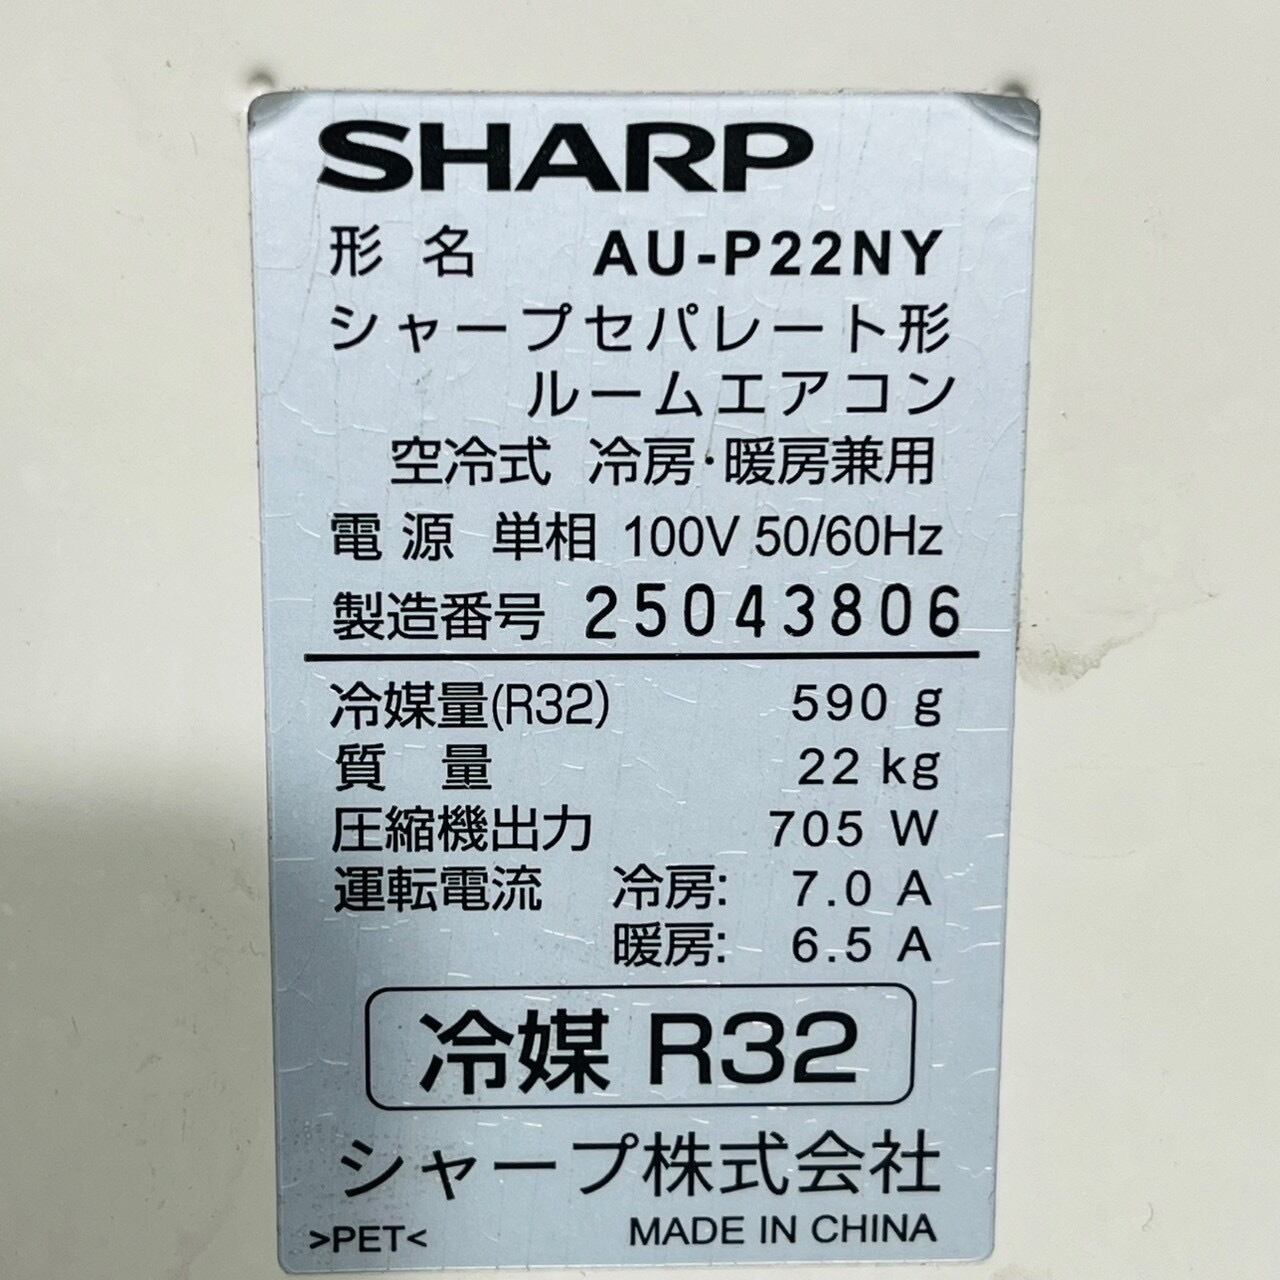 SHARP
形 名 AU-P22NY
シャープセパレート形
ルームエアコン
空冷式 冷房·暖房兼用
電 源 単相 100V 50/60Hz
製造番号 25043806
冷媒量(R32) 590 g
質 量 22 kg
圧縮機出力 705 W
運転電流 冷房: 7.0 A
暖房: 6.5 A
冷媒 R32
シャープ株式会社
>PET< MADE IN CHINA